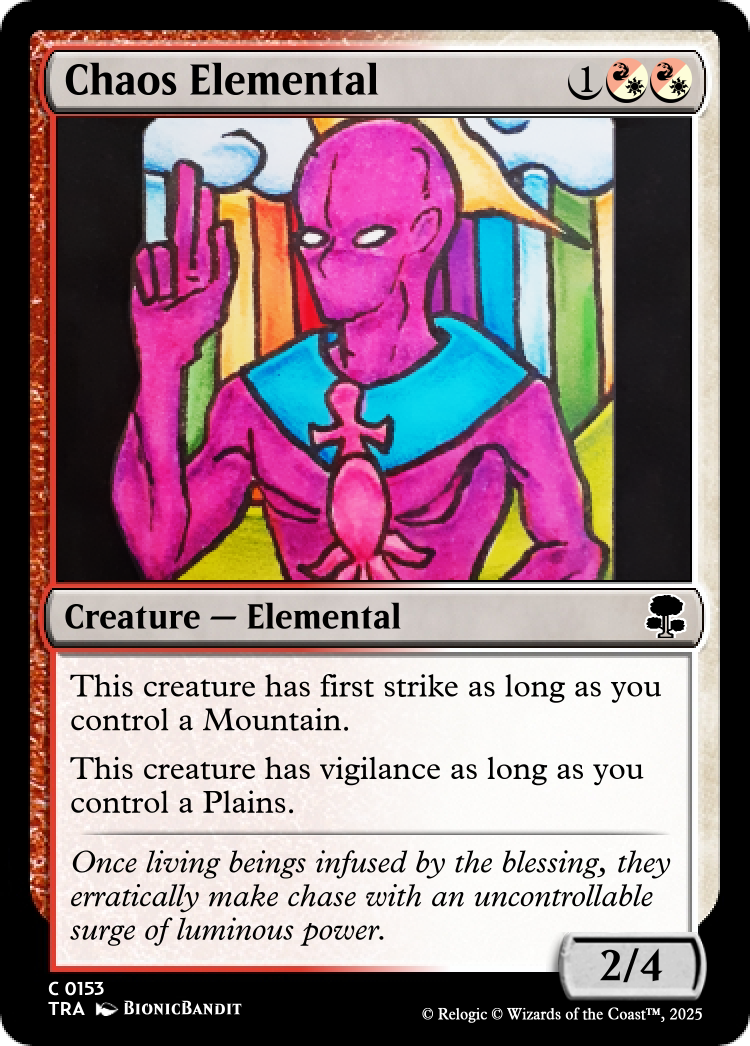 Chaos Elemental 1
Creature — Elemental
This creature has first strike as long as you
control a Mountain.
This creature has vigilance as long as you
control a Plains.
Once living beings infused by the blessing, they
erratically make chase with an uncontrollable
surge of luminous power.
2/4
C 0153
TRA BionicBandit
© Relogic © Wizards of the Coast™, 2025